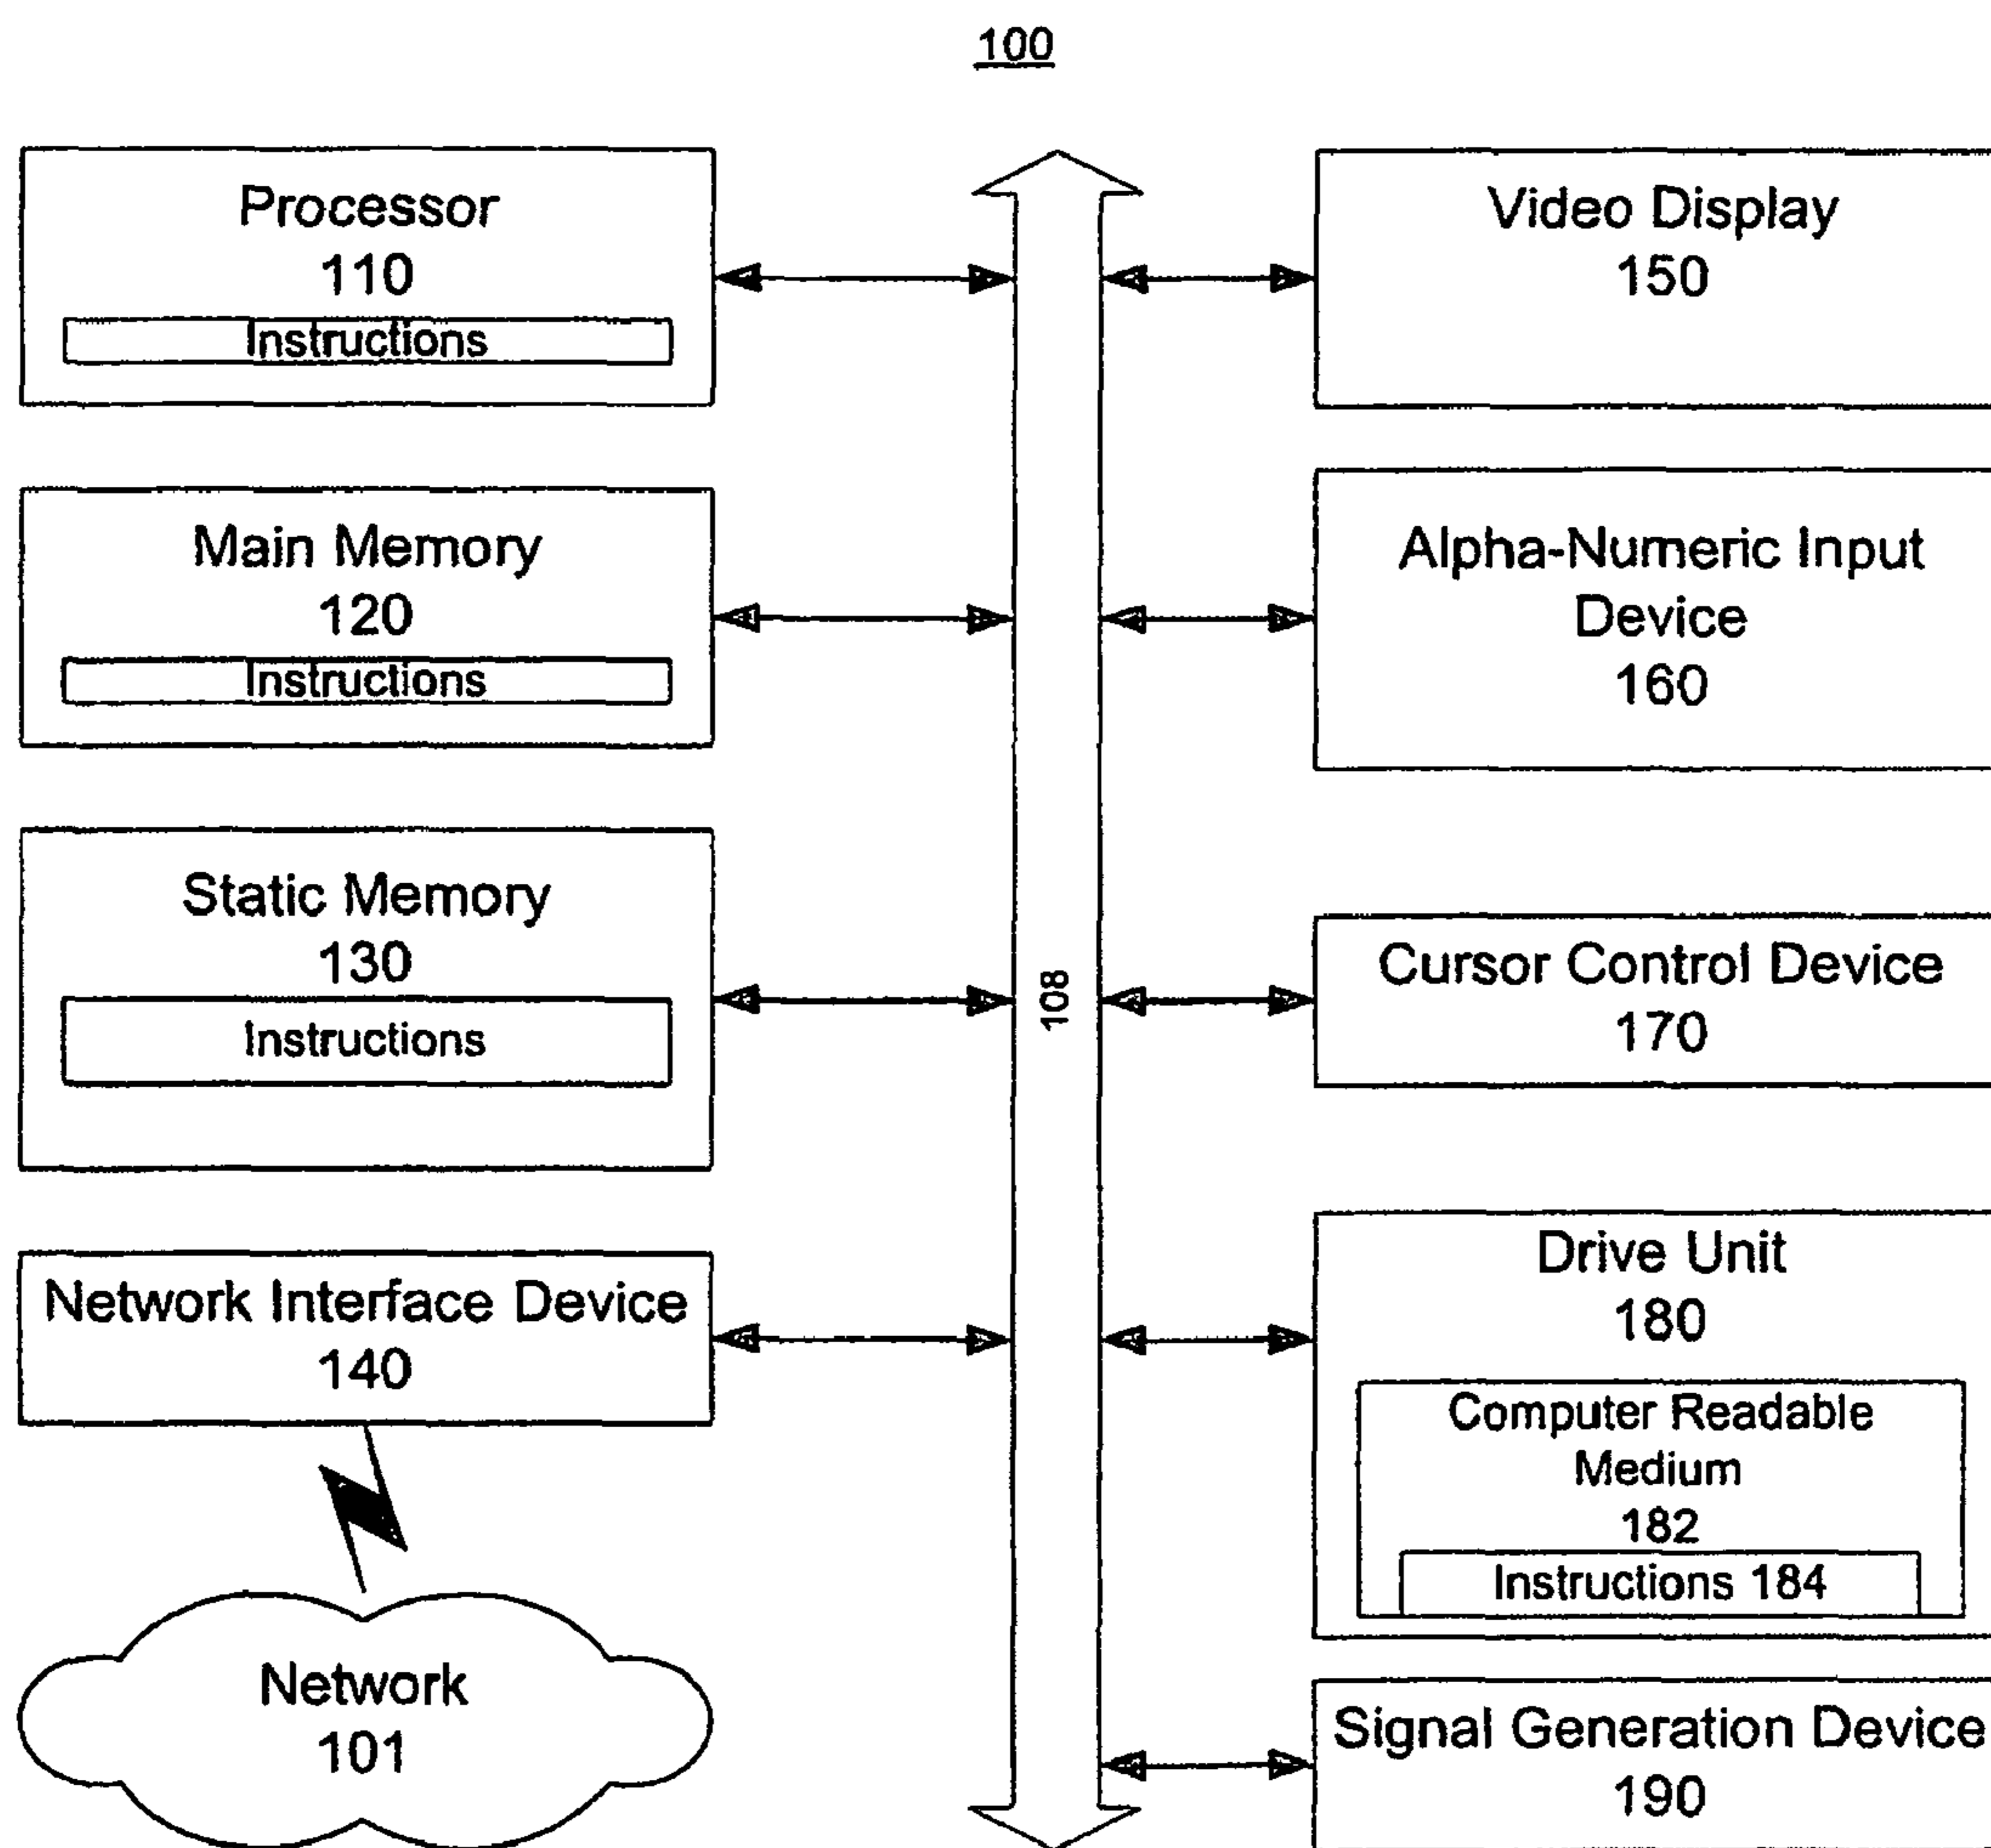 100
Processor
110
Instructions
Main Memory
120
Instructions
Static Memory
130
Instructions
Network Interface Device
140
Network
101
108
Video Display
150
Alpha-Numeric Input
Device
160
Cursor Control Device
170
Drive Unit
180
Computer Readable
Medium
182
Instructions 184
Signal Generation Device
190